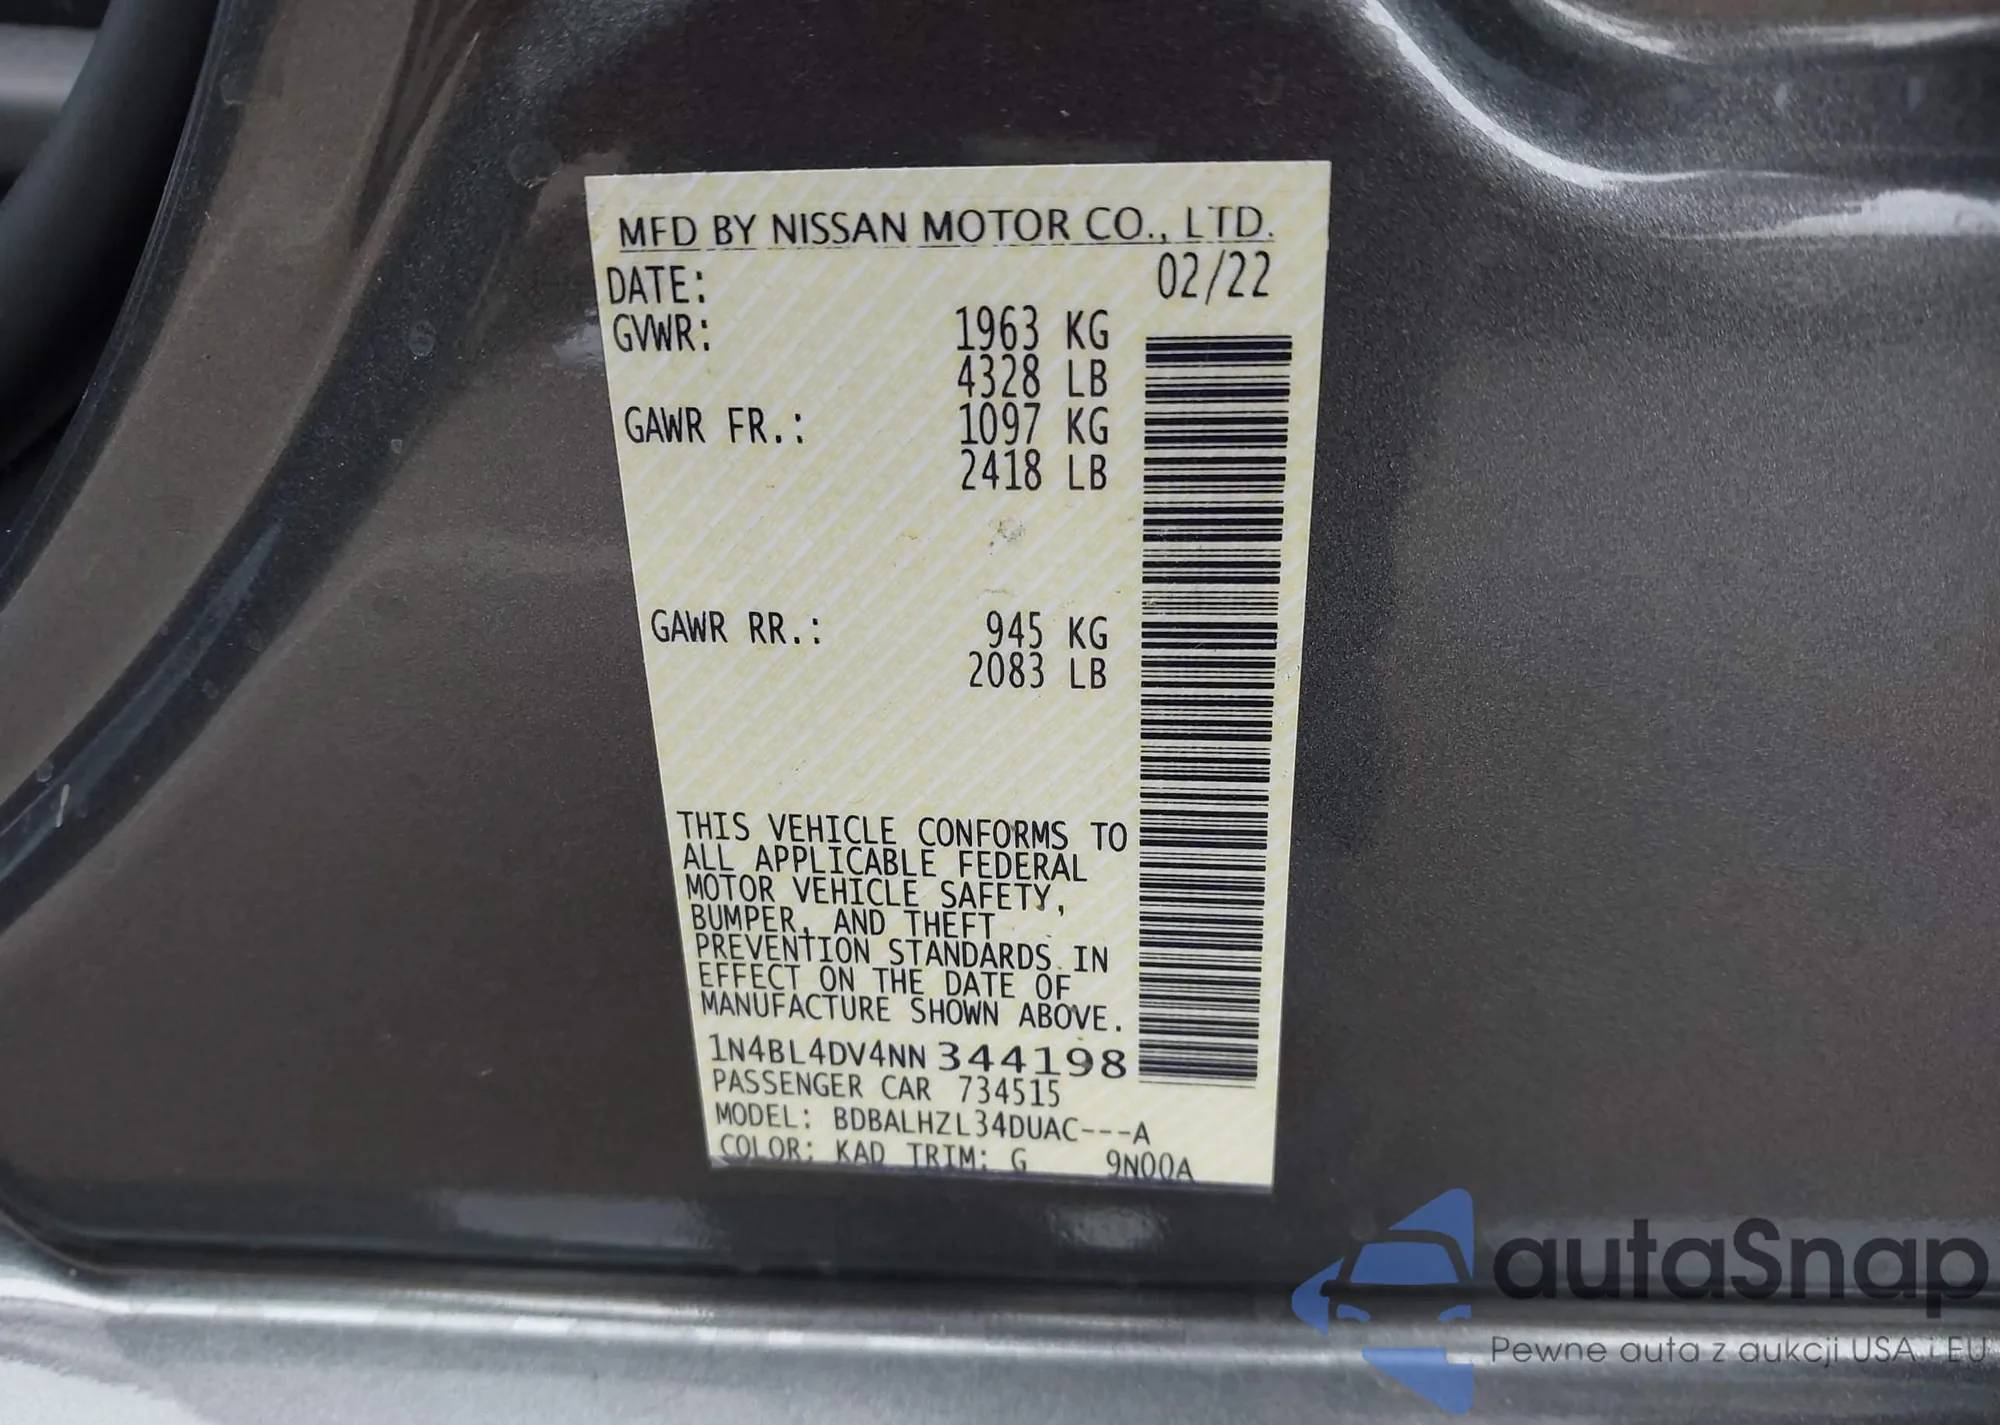 MFD BY NISSAN MOTOR CO., LTD.
DATE: 02/22
GVWR: 1963 KG
4328 LB
GAWR FR.: 1097 KG
2418 LB
GAWR RR.: 945 KG
2083 LB
THIS VEHICLE CONFORMS TO
ALL APPLICABLE FEDERAL
MOTOR VEHICLE SAFETY,
BUMPER, AND THEFT
PREVENTION STANDARDS IN
EFFECT ON THE DATE OF
MANUFACTURE SHOWN ABOVE.
1N4BL4DV4NN344198
PASSENGER CAR 734515
MODEL: BDBALHZL34DUAC---A
COLOR: KAD TRIM: G 9N00A
autaSnap
Pewne auta z aukcji USA i EU